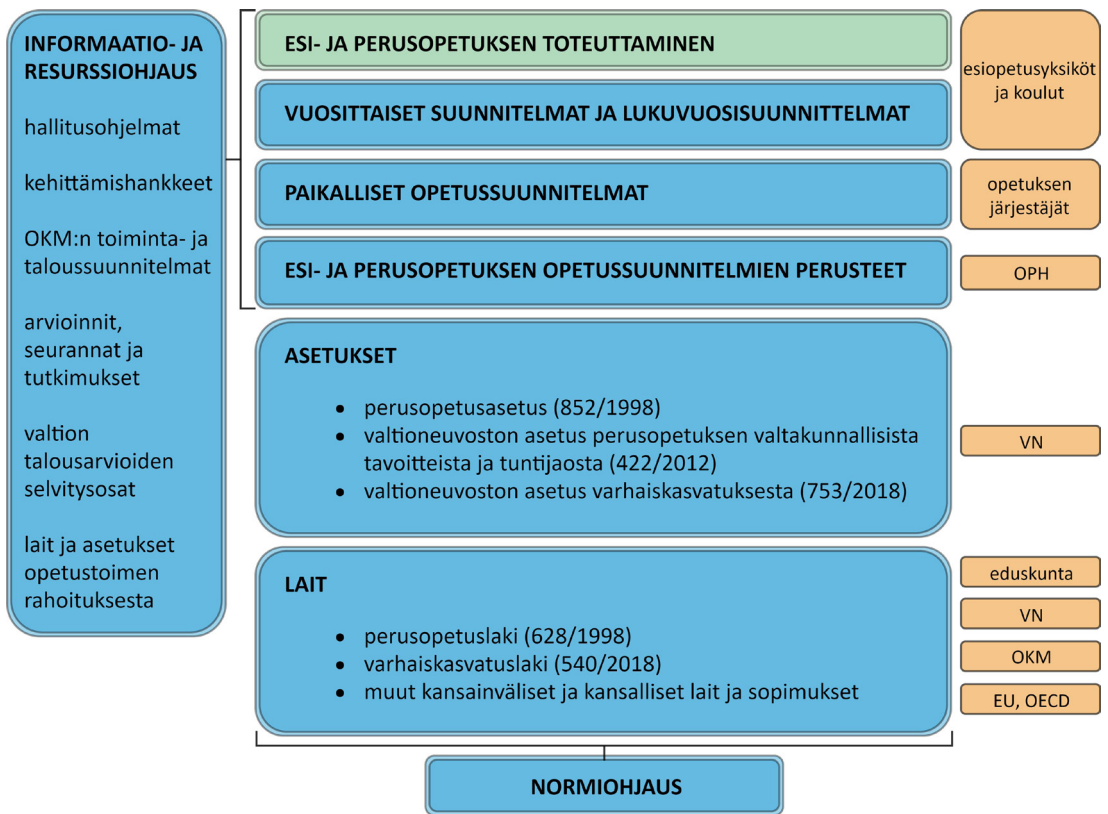 INFORMAATIO- JA
RESURSSIOHJAUS
hallitusohjelmat
kehittämishankkeet
OKM:n toiminta- ja
taloussuunnitelmat
arvioinnit,
seurannat ja
tutkimukset
valtion
talousarvioiden
selvitysosat
lait ja asetukset
opetustoimen
rahoituksesta
ESI- JA PERUSOPETUKSEN TOTEUTTAMINEN
VUOSITTAISET SUUNNITELMAT JA LUKUVUOSISUUNNITTELMAT
esiopetusyksiköt
ja koulut
PAIKALLISET OPETUSSUUNNITELMAT
opetuksen
järjestäjät
ESI- JA PERUSOPETUKSEN OPETUSSUUNNITELMIEN PERUSTEET
OPH
ASETUKSET
• perusopetusasetus (852/1998)
• valtioneuvoston asetus perusopetuksen valtakunnallisista
tavoitteista ja tuntijaosta (422/2012)
• valtioneuvoston asetus varhaiskasvatuksesta (753/2018)
VN
LAIT
• perusopetuslaki (628/1998)
• varhaiskasvatuslaki (540/2018)
• muut kansainväliset ja kansalliset lait ja sopimukset
eduskunta
VN
OKM
EU, OECD
NORMIOHJAUS